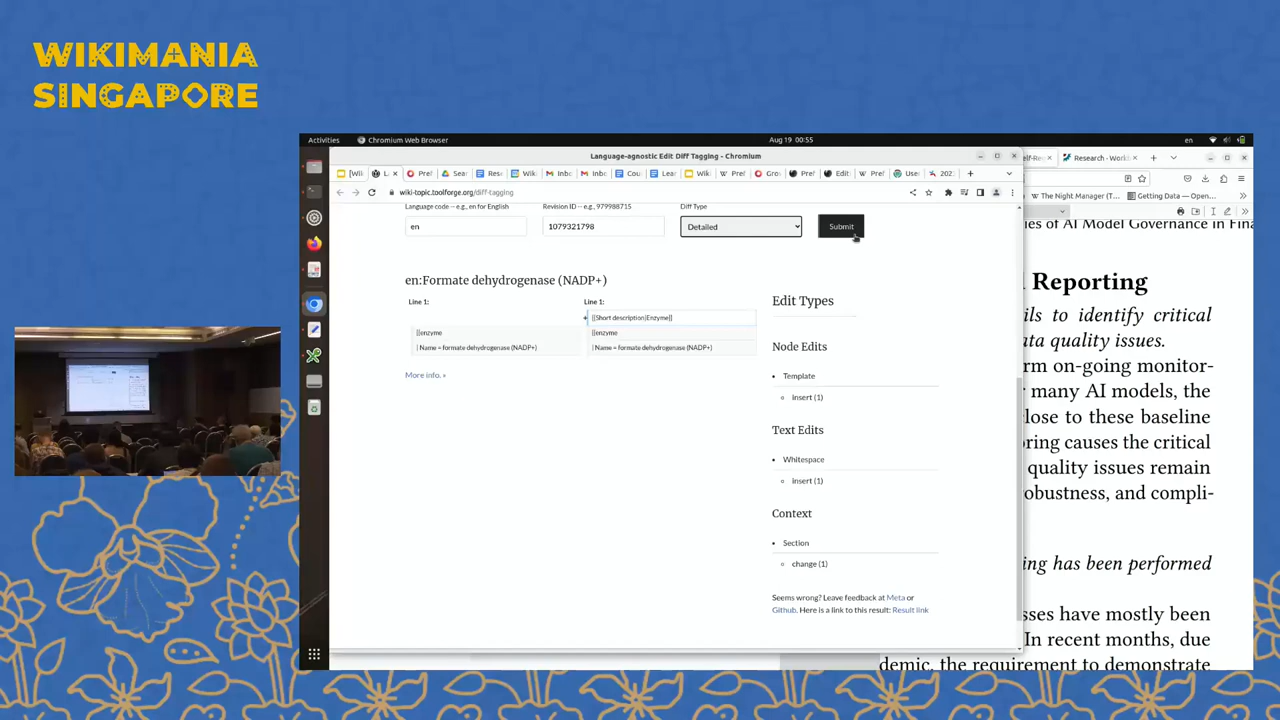 WIKIMANIA
SINGAPORE
Activities
Chromium Web Browser
Aug 19 00:55
en
Language-agnostic Edit Diff Tagging - Chromium
Research - World
wiki-topic.toolforge.org/diff-tagging
The Night Manager (T
Getting Data — Open...
Language code -- e.g., en for English
Revision ID -- e.g., 979988715
Diff Type
en
1079321798
Detailed
Submit
ies of AI Model Governance in Fina
en:Formate dehydrogenase (NADP+)
Line 1:
Line 1:
+
{{Short description|Enzyme}}
{{enzyme
{{enzyme
| Name = formate dehydrogenase (NADP+)
| Name = formate dehydrogenase (NADP+)
More info. »
Edit Types
Node Edits
Template
insert (1)
Text Edits
Whitespace
insert (1)
Context
Section
change (1)
Seems wrong? Leave feedback at Meta or
Github. Here is a link to this result: Result link
Reporting
ils to identify critical
ata quality issues.
rm on-going monitor-
many AI models, the
lose to these baseline
ring causes the critical
quality issues remain
obustness, and compli-
ing has been performed
sses have mostly been
In recent months, due
demic, the requirement to demonstrate